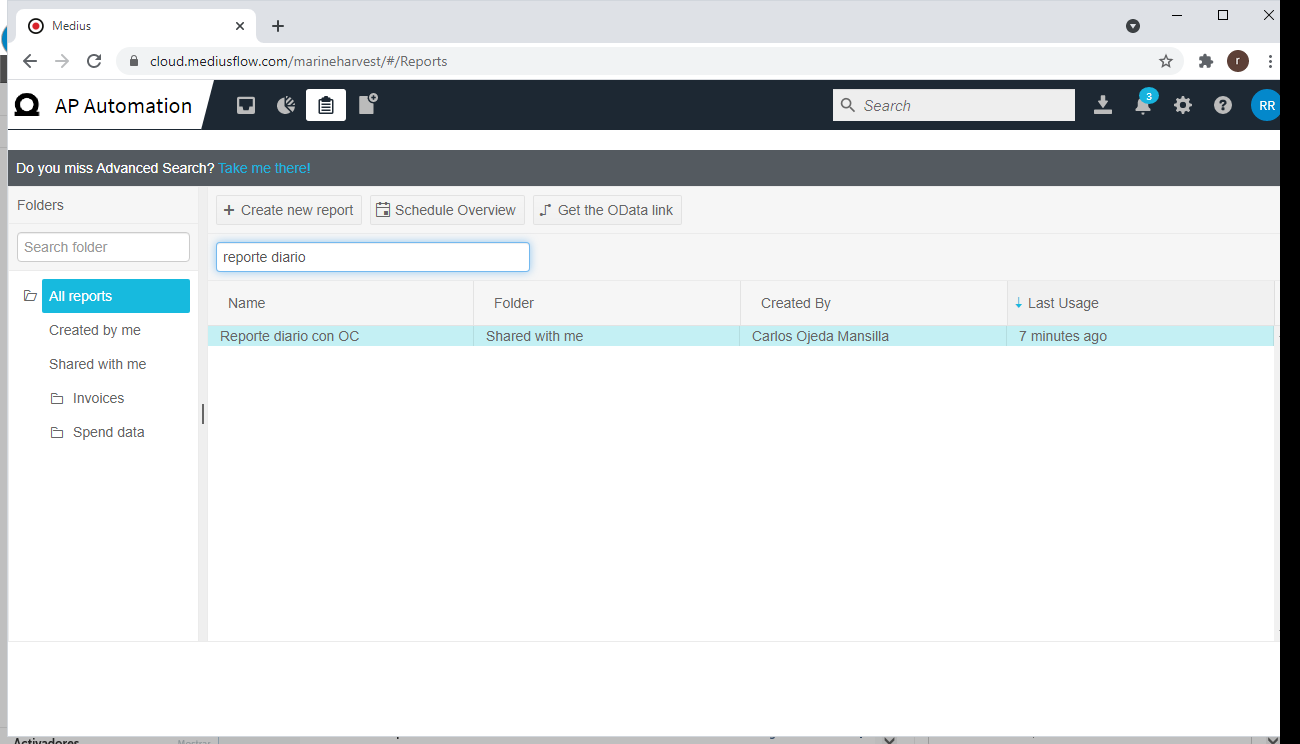 Medius
cloud.mediusflow.com/marineharvest/#/Reports
r
AP Automation
Search
3
RR
Do you miss Advanced Search? Take me there!
Folders
Create new report
Schedule Overview
Get the OData link
Search folder
reporte diario
All reports
Created by me
Shared with me
Invoices
Spend data
Name
Folder
Created By
Last Usage
Reporte diario con OC
Shared with me
Carlos Ojeda Mansilla
7 minutes ago
Activadores
Mostrar